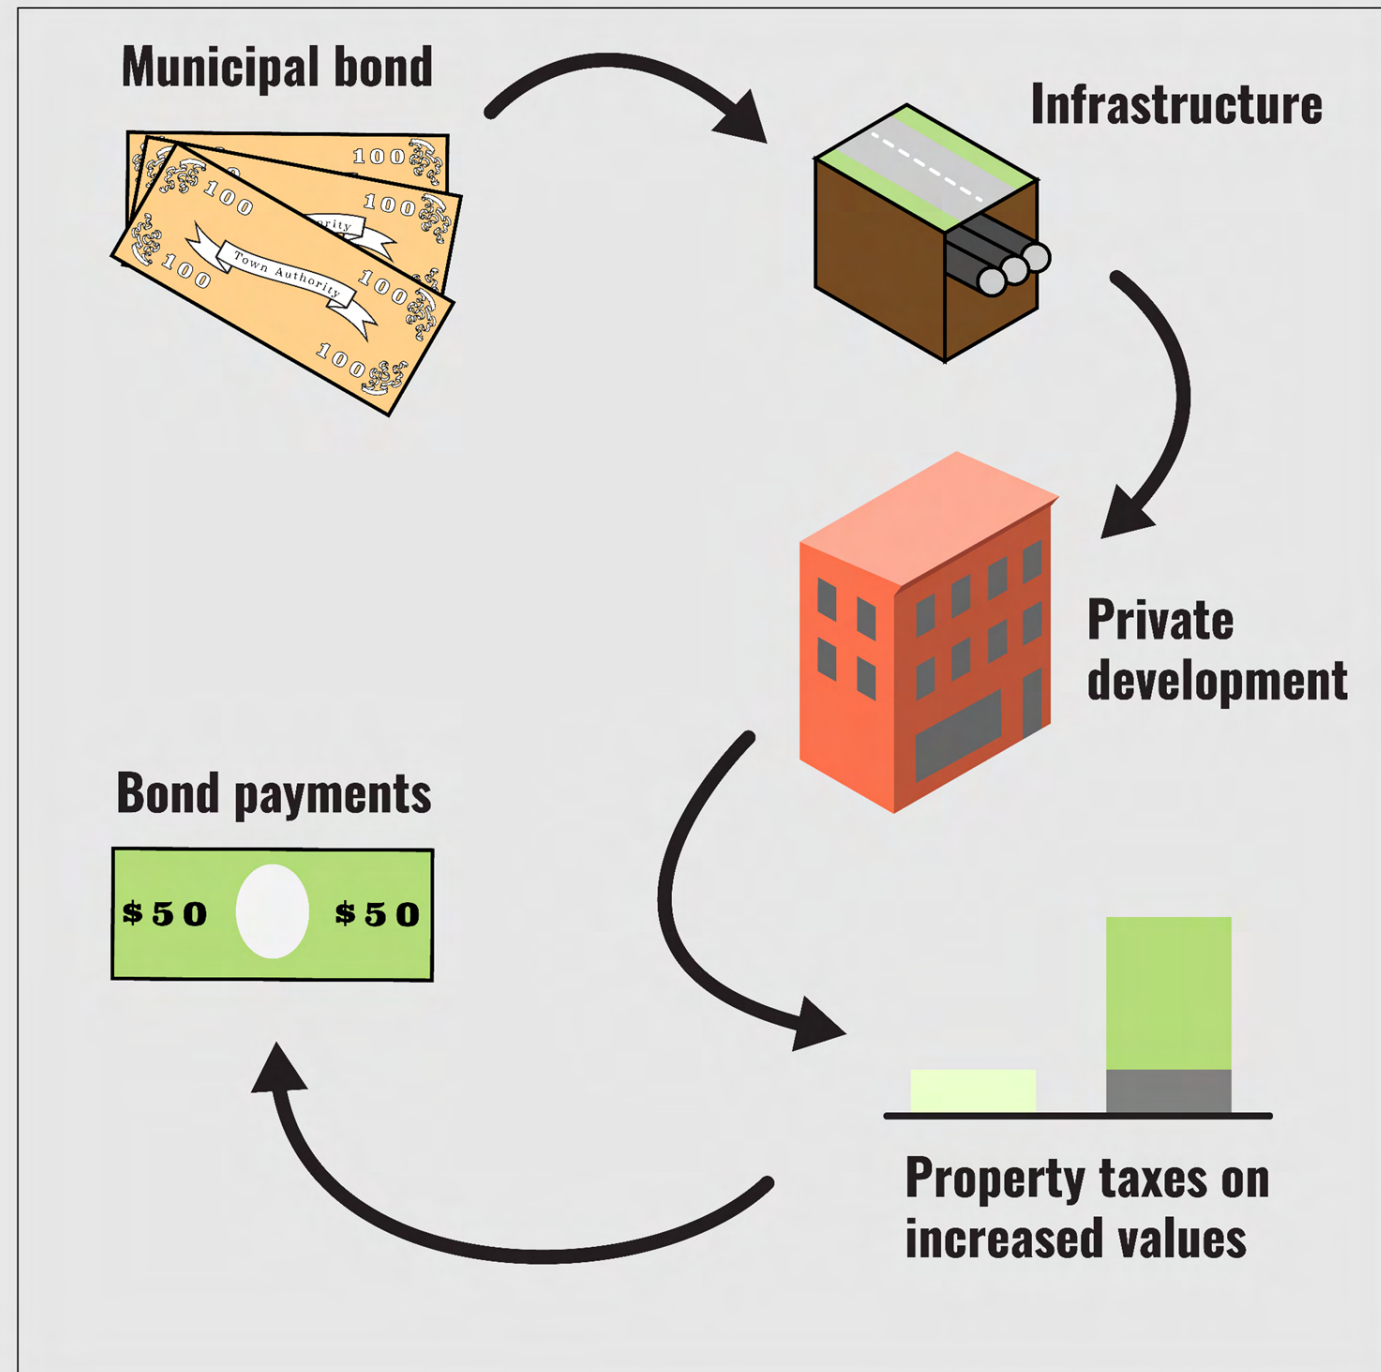 Municipal bond
Infrastructure
100
100
100
100
100
100
Town Authority
rity
Private
development
Bond payments
$50 $50
Property taxes on
increased values